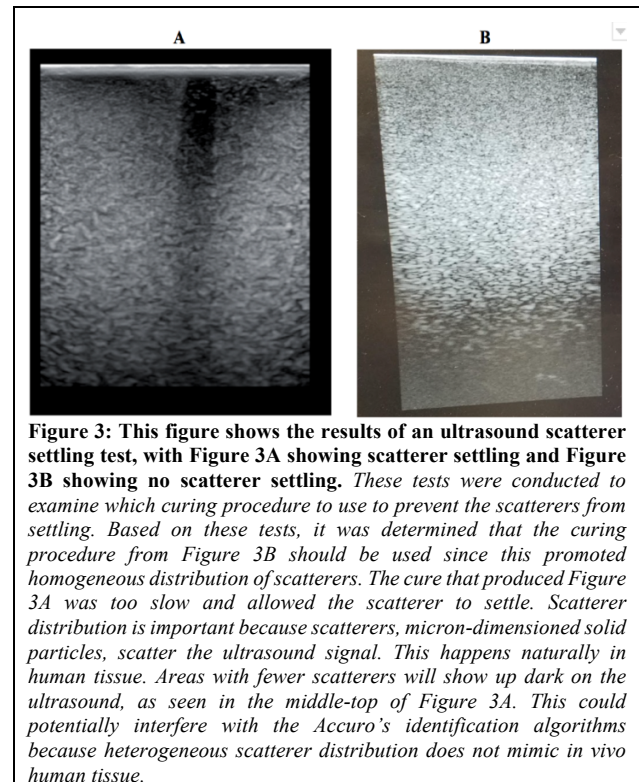 A
B
Figure 3: This figure shows the results of an ultrasound scatterer
settling test, with Figure 3A showing scatterer settling and Figure
3B showing no scatterer settling. These tests were conducted to
examine which curing procedure to use to prevent the scatterers from
settling. Based on these tests, it was determined that the curing
procedure from Figure 3B should be used since this promoted
homogeneous distribution of scatterers. The cure that produced Figure
3A was too slow and allowed the scatterer to settle. Scatterer
distribution is important because scatterers, micron-dimensioned solid
particles, scatter the ultrasound signal. This happens naturally in
human tissue. Areas with fewer scatterers will show up dark on the
ultrasound, as seen in the middle-top of Figure 3A. This could
potentially interfere with the Accuro's identification algorithms
because heterogeneous scatterer distribution does not mimic in vivo
human tissue.